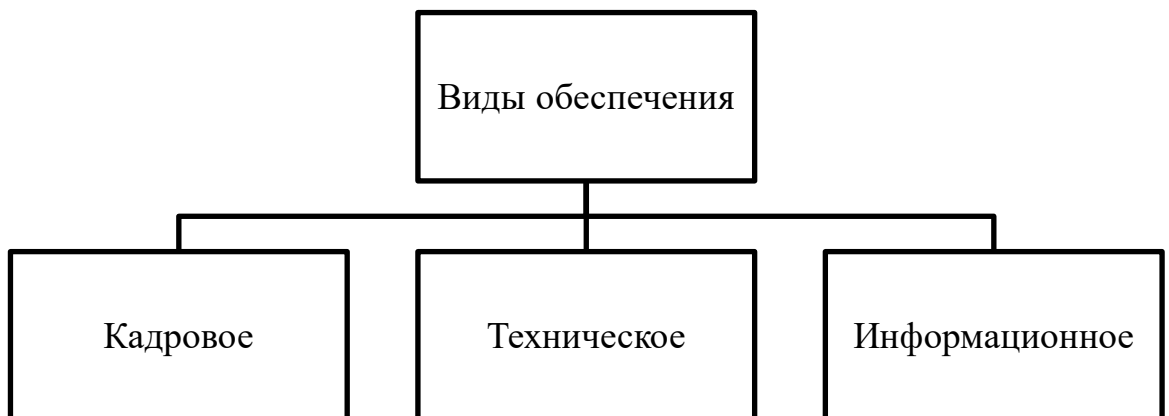 Виды обеспечения
Кадровое
Техническое
Информационное